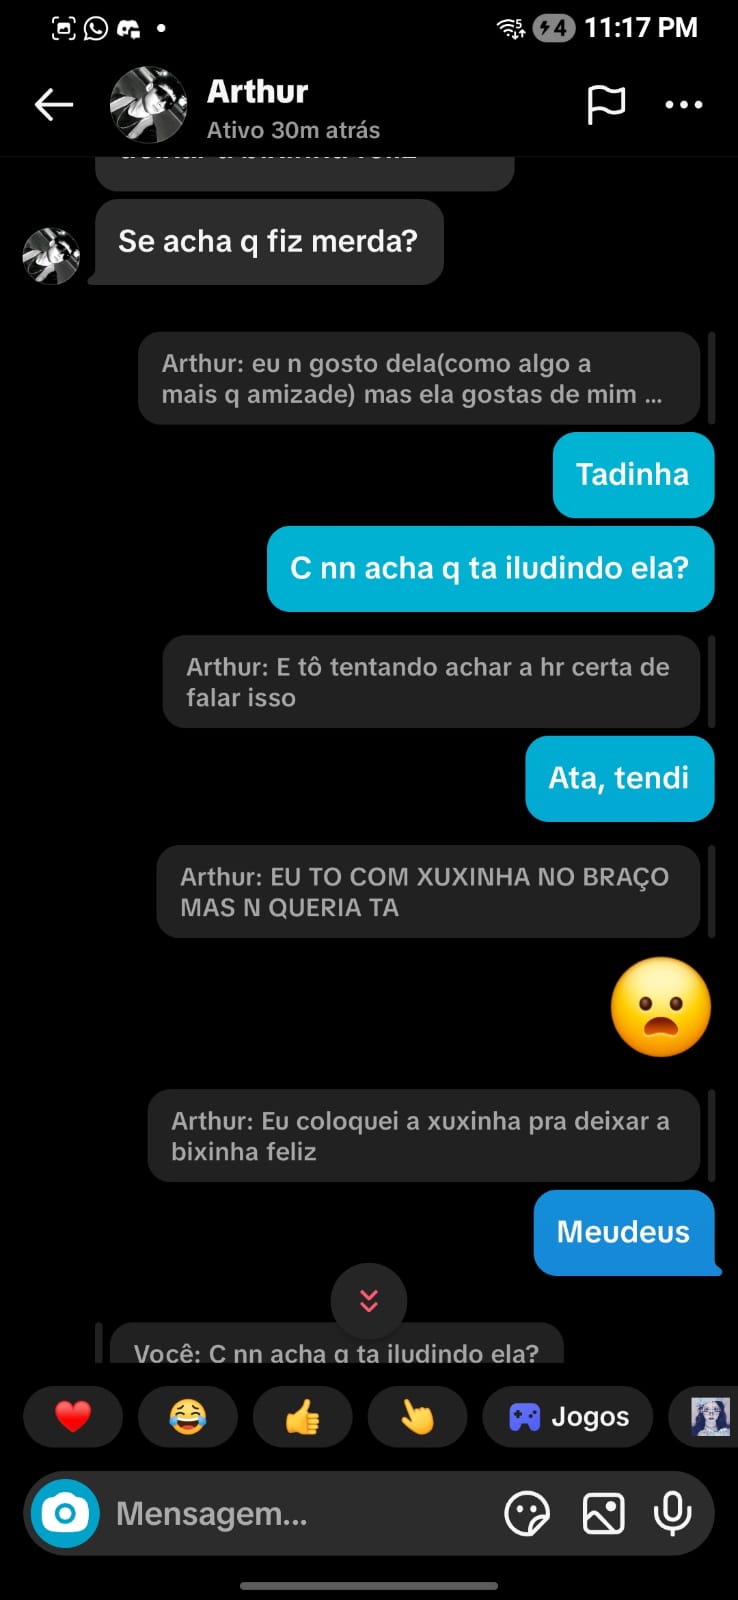 4 11:17 PM
Arthur
Ativo 30m atrás
Se acha q fiz merda?
Arthur: eu n gosto dela(como algo a
mais q amizade) mas ela gostas de mim ...
Tadinha
C nn acha q ta iludindo ela?
Arthur: E tô tentando achar a hr certa de
falar isso
Ata, tendi
Arthur: EU TO COM XUXINHA NO BRAÇO
MAS N QUERIA TA
Arthur: Eu coloquei a xuxinha pra deixar a
bixinha feliz
Meudeus
Você: C nn acha q ta iludindo ela?
Jogos
Mensagem...